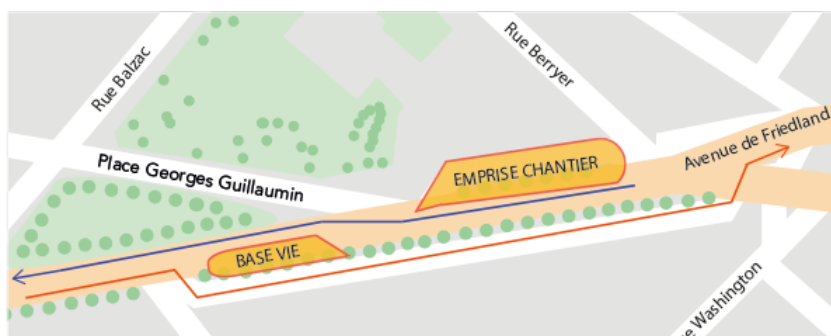 Rue Balzac
Rue Berryer
Place Georges Guillaumin
EMPRISE CHANTIER
Avenue de Friedland
BASE VIE
e Washington